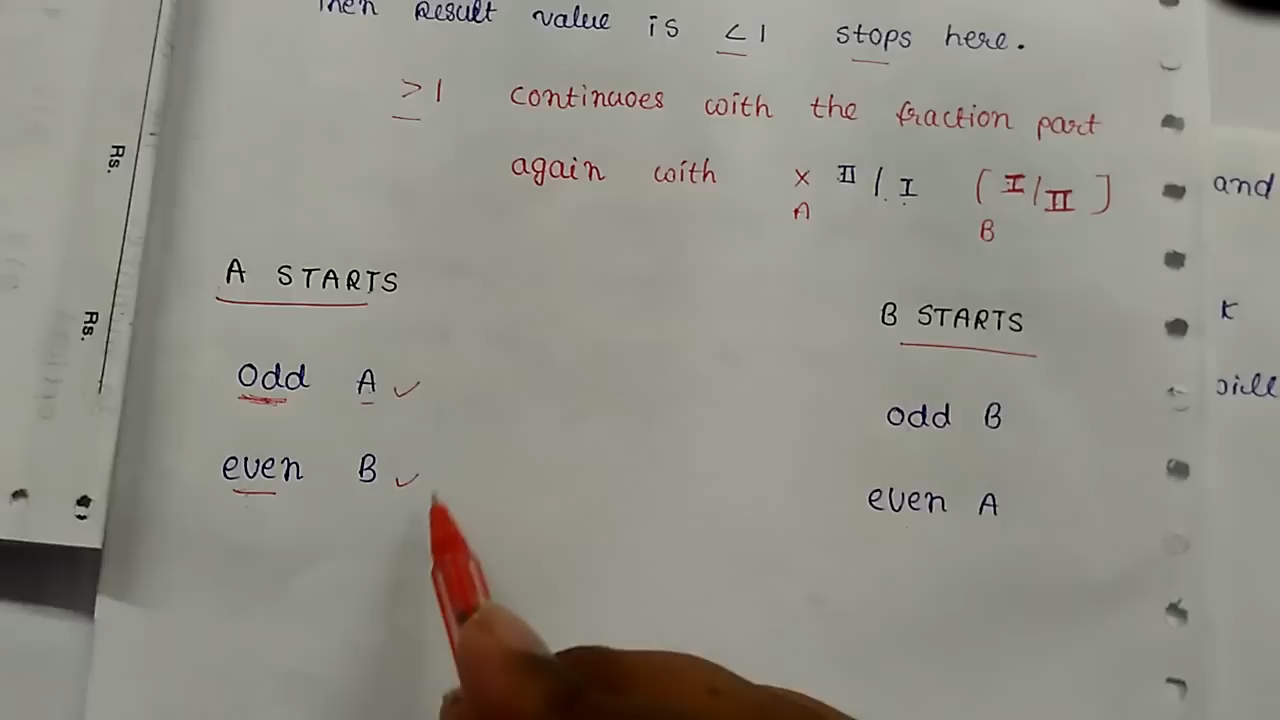 Then Result value is <1 stops here.
>1 continoes with the fraction part
again with × II / I ( I / II )
A B
and
A STARTS
B STARTS
K
odd A ✓
odd B
even B ✓
even A
Rs.
Rs.